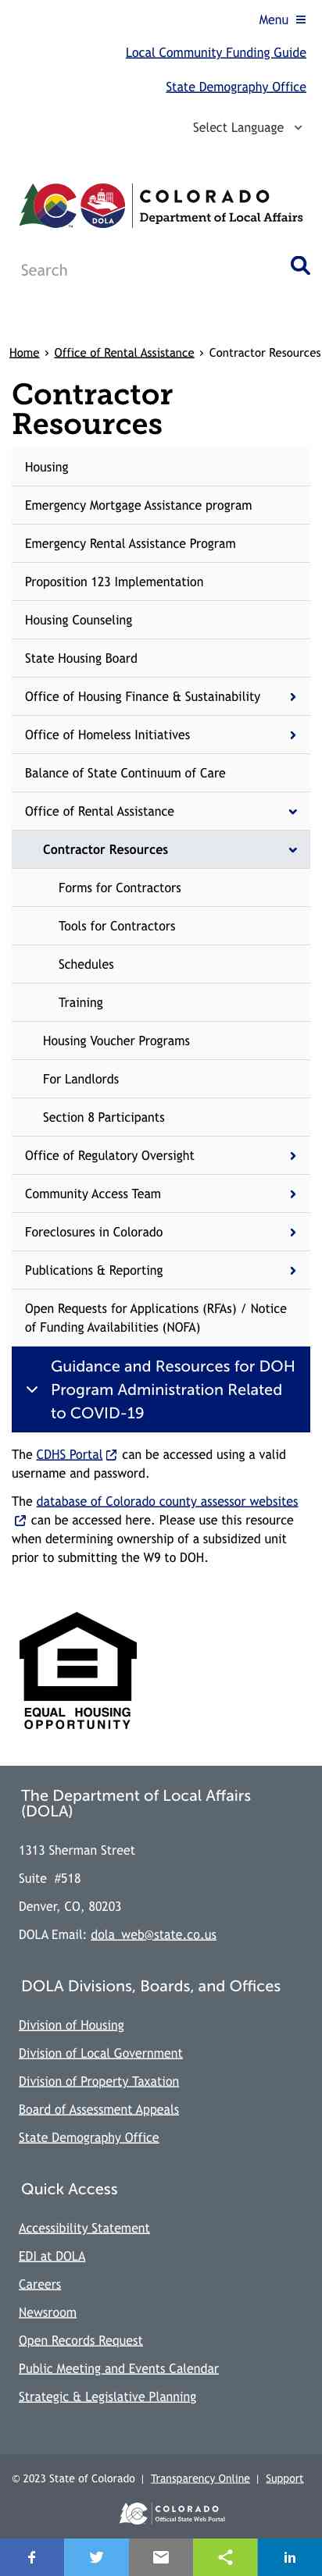 Menu
Local Community Funding Guide
State Demography Office
Select Language
COLORADO
Department of Local Affairs
DOLA
Search
Home › Office of Rental Assistance › Contractor Resources
Contractor
Resources
Housing
Emergency Mortgage Assistance program
Emergency Rental Assistance Program
Proposition 123 Implementation
Housing Counseling
State Housing Board
Office of Housing Finance & Sustainability
Office of Homeless Initiatives
Balance of State Continuum of Care
Office of Rental Assistance
Contractor Resources
Forms for Contractors
Tools for Contractors
Schedules
Training
Housing Voucher Programs
For Landlords
Section 8 Participants
Office of Regulatory Oversight
Community Access Team
Foreclosures in Colorado
Publications & Reporting
Open Requests for Applications (RFAs) / Notice
of Funding Availabilities (NOFA)
Guidance and Resources for DOH
Program Administration Related
to COVID-19
The CDHS Portal can be accessed using a valid
username and password.
The database of Colorado county assessor websites
can be accessed here. Please use this resource
when determining ownership of a subsidized unit
prior to submitting the W9 to DOH.
EQUAL HOUSING
OPPORTUNITY
The Department of Local Affairs
(DOLA)
1313 Sherman Street
Suite #518
Denver, CO, 80203
DOLA Email: dola_web@state.co.us
DOLA Divisions, Boards, and Offices
Division of Housing
Division of Local Government
Division of Property Taxation
Board of Assessment Appeals
State Demography Office
Quick Access
Accessibility Statement
EDI at DOLA
Careers
Newsroom
Open Records Request
Public Meeting and Events Calendar
Strategic & Legislative Planning
© 2023 State of Colorado | Transparency Online | Support
COLORADO
Official State Web Portal